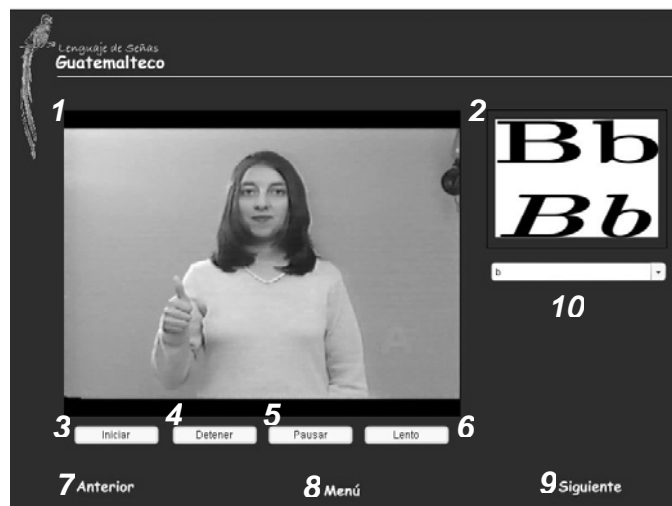 Lenguaje de Señas
Guatemalteco
1
2
Bb
Bb
b
10
3 Iniciar
4 Detener
5 Pausar
Lento 6
7 Anterior
8 Menú
9 Siguiente